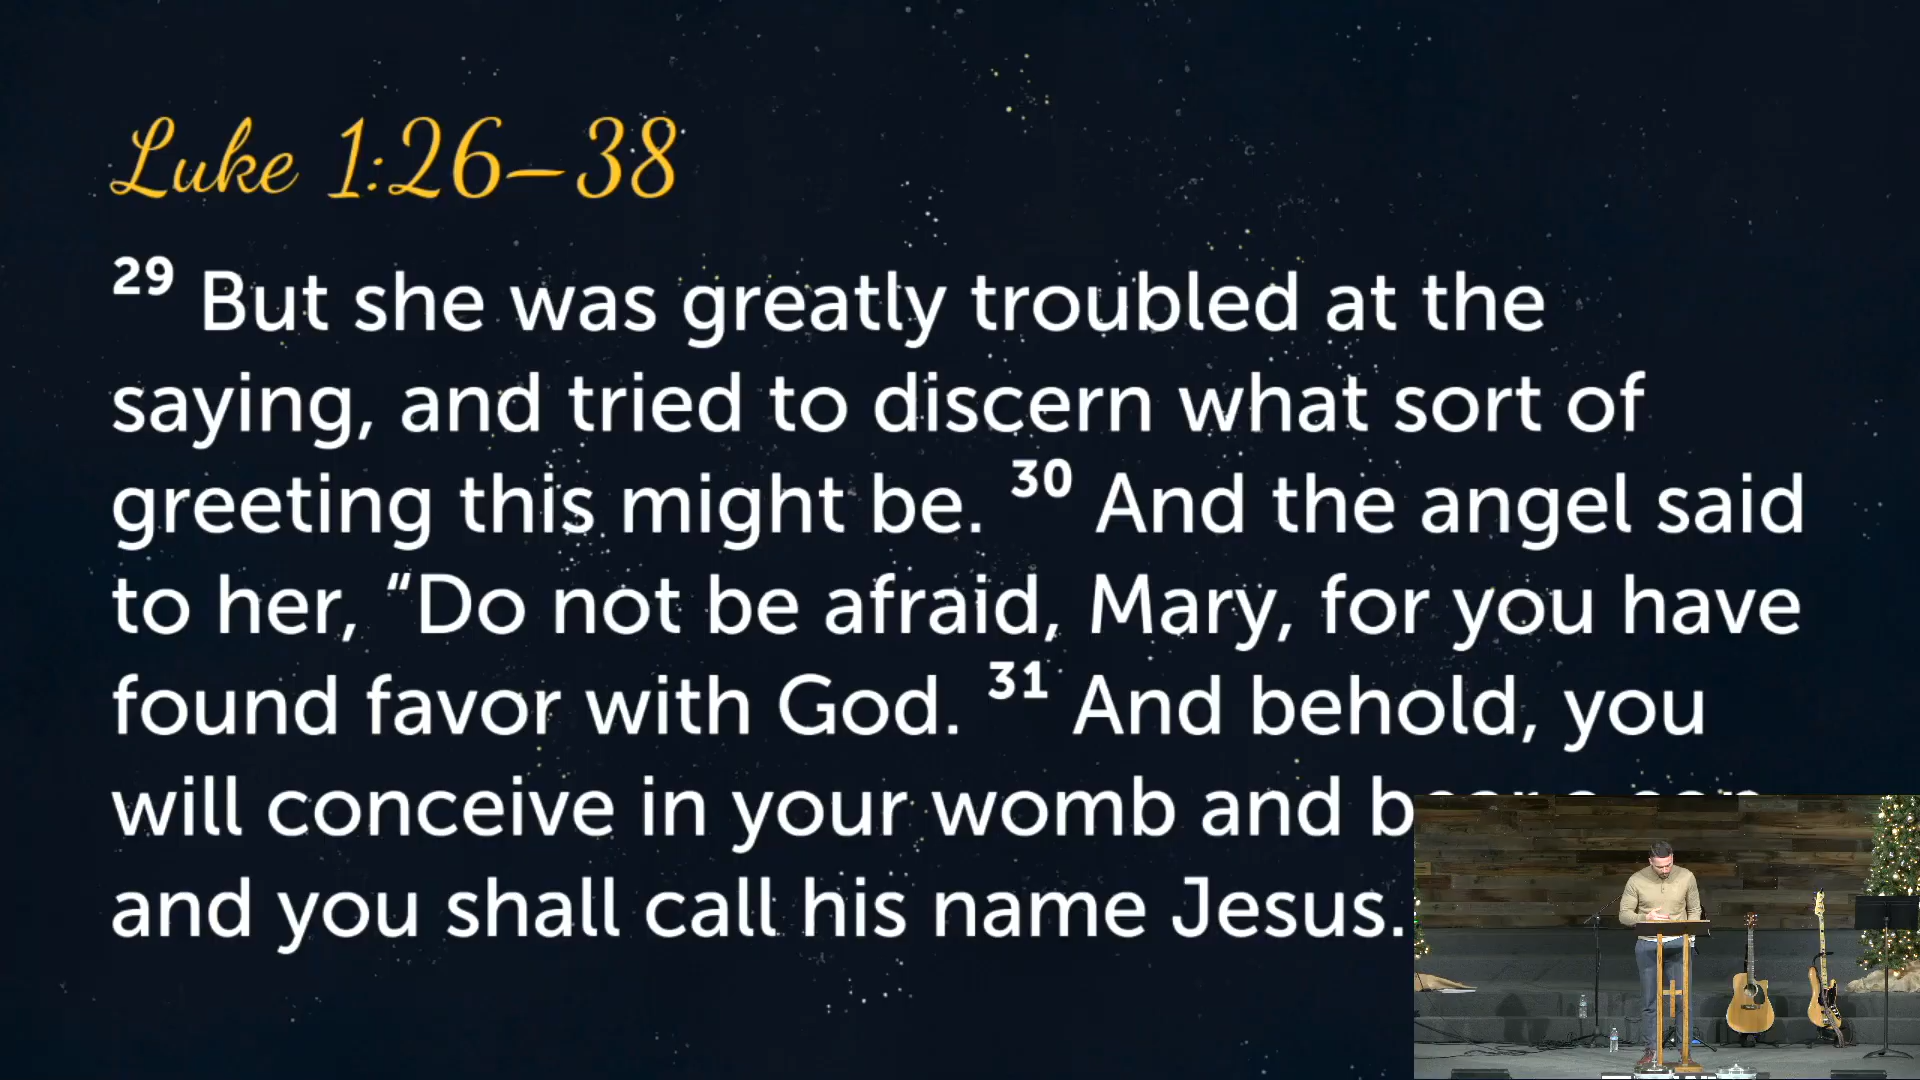 Luke 1:26–38
29 But she was greatly troubled at the
saying, and tried to discern what sort of
greeting this might be. 30 And the angel said
to her, “Do not be afraid, Mary, for you have
found favor with God. 31 And behold, you
will conceive in your womb and bear a son,
and you shall call his name Jesus.